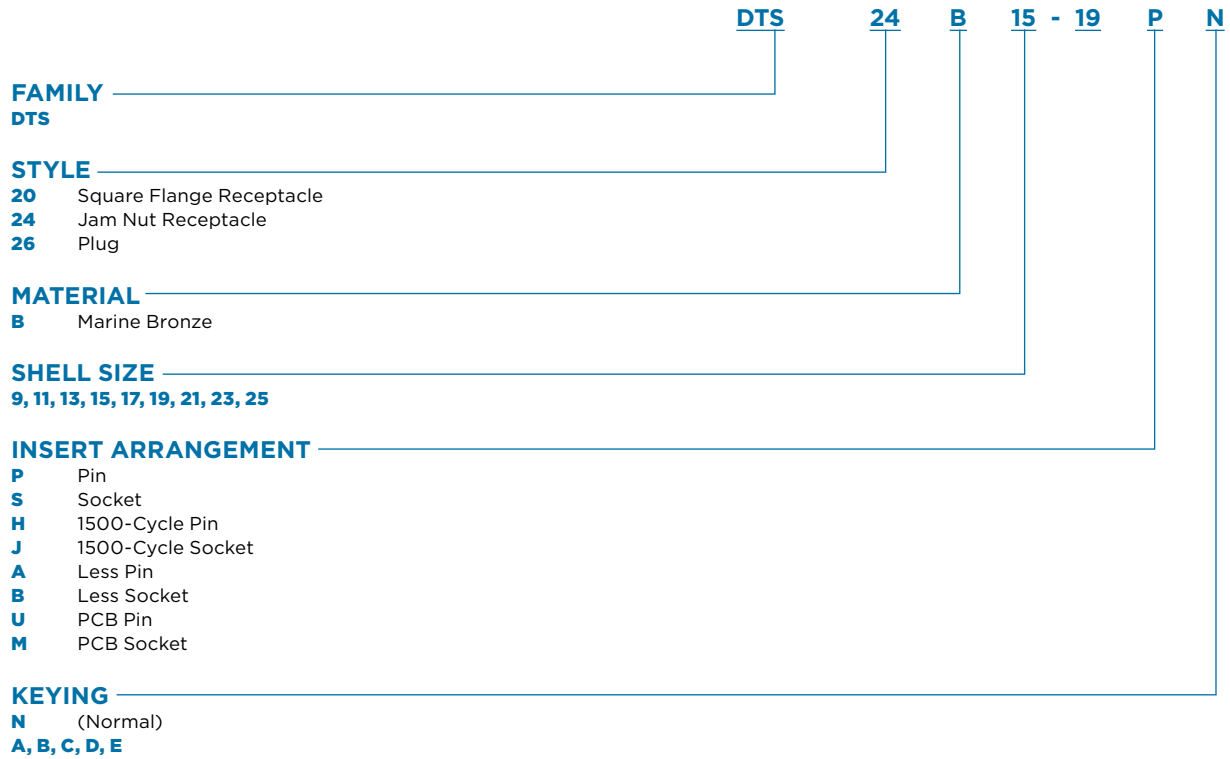 DTS 24 B 15 - 19 P N
FAMILY
DTS
STYLE
20 Square Flange Receptacle
24 Jam Nut Receptacle
26 Plug
MATERIAL
B Marine Bronze
SHELL SIZE
9, 11, 13, 15, 17, 19, 21, 23, 25
INSERT ARRANGEMENT
P Pin
S Socket
H 1500-Cycle Pin
J 1500-Cycle Socket
A Less Pin
B Less Socket
U PCB Pin
M PCB Socket
KEYING
N (Normal)
A, B, C, D, E